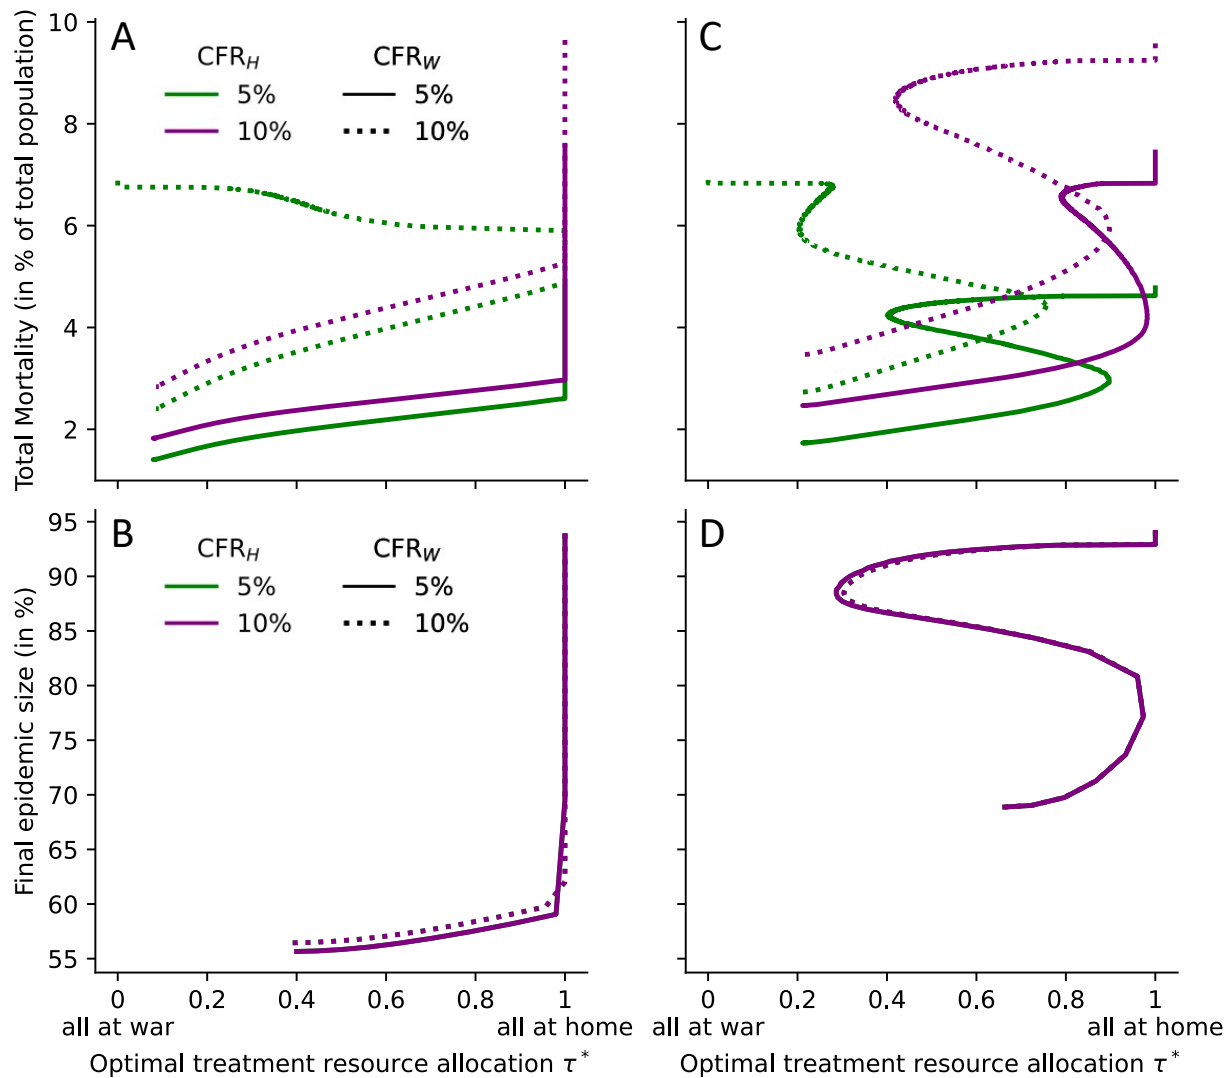 A
CFR_H CFR_W
5% 5%
10% 10%
Total Mortality (in % of total population)
10
8
6
4
2
C
B
CFR_H CFR_W
5% 5%
10% 10%
Final epidemic size (in %)
95
90
85
80
75
70
65
60
55
0 0.2 0.4 0.6 0.8 1
all at war all at home
Optimal treatment resource allocation τ*
D
0 0.2 0.4 0.6 0.8 1
all at war all at home
Optimal treatment resource allocation τ*